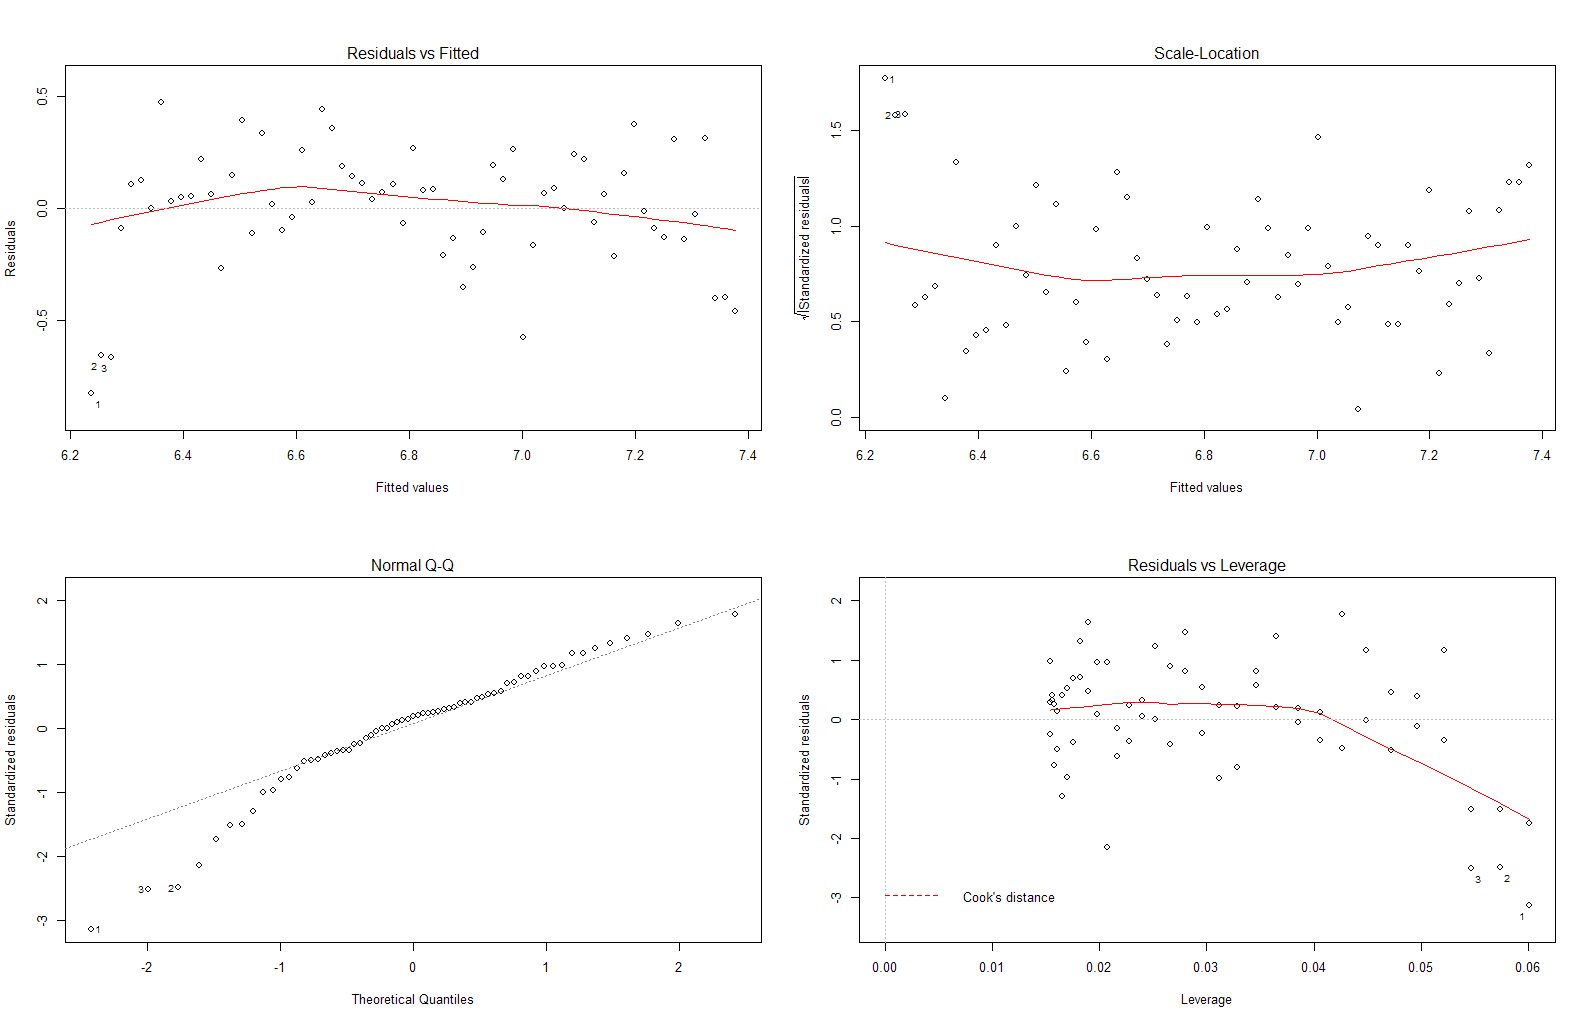 Residuals vs Fitted
Residuals
0.5
0.0
-0.5
2
3
1
6.2 6.4 6.6 6.8 7.0 7.2 7.4
Fitted values
Scale-Location
√|Standardized residuals|
1.5
1.0
0.5
0.0
1
2 3
6.2 6.4 6.6 6.8 7.0 7.2 7.4
Fitted values
Normal Q-Q
Standardized residuals
2
1
0
-1
-2
-3
3 2
1
-2 -1 0 1 2
Theoretical Quantiles
Residuals vs Leverage
Standardized residuals
2
1
0
-1
-2
-3
Cook's distance
3 2
1
0.00 0.01 0.02 0.03 0.04 0.05 0.06
Leverage